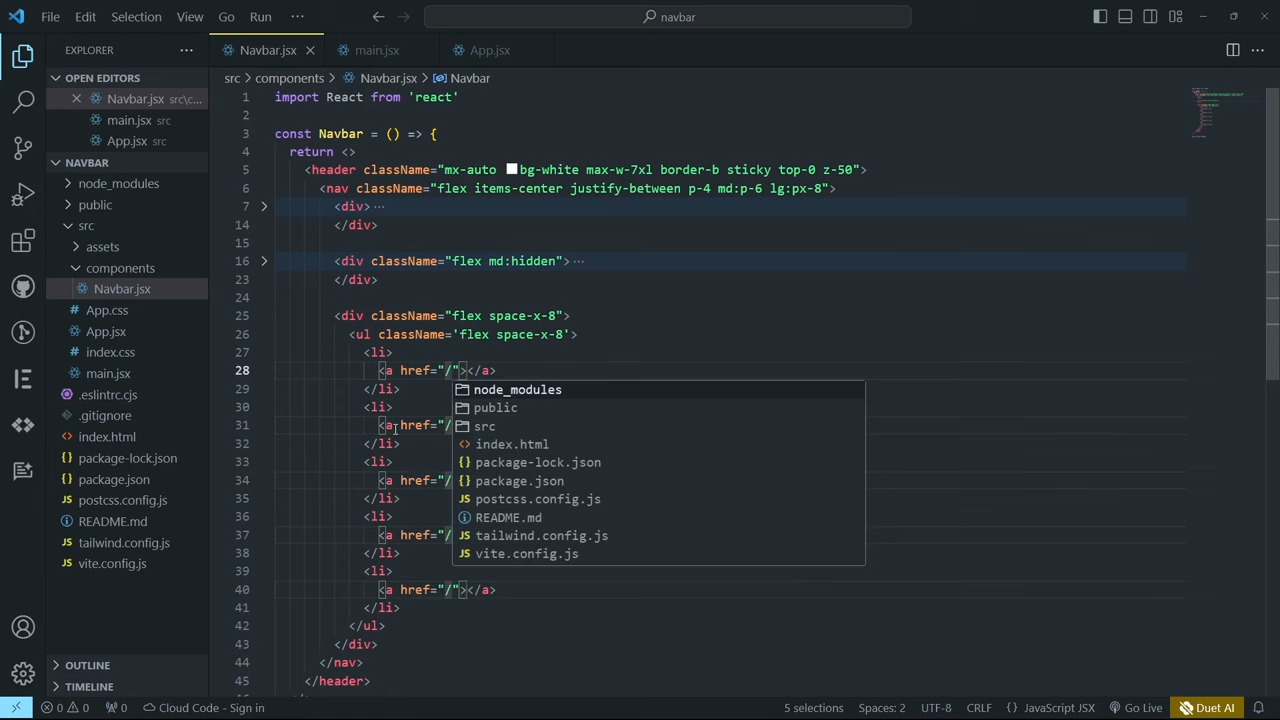 File Edit Selection View Go Run ··· navbar
EXPLORER ···
Navbar.jsx main.jsx App.jsx
OPEN EDITORS
Navbar.jsx src\c...
main.jsx src
App.jsx src
NAVBAR
node_modules
public
src
assets
components
Navbar.jsx
App.css
App.jsx
index.css
main.jsx
.eslintrc.cjs
.gitignore
index.html
package-lock.json
package.json
postcss.config.js
README.md
tailwind.config.js
vite.config.js
OUTLINE
TIMELINE
src > components > Navbar.jsx > Navbar
1 import React from 'react'
2
3 const Navbar = () => {
4 return <>
5 <header className="mx-auto bg-white max-w-7xl border-b sticky top-0 z-50">
6 <nav className="flex items-center justify-between p-4 md:p-6 lg:px-8">
7 <div>···
14 </div>
15
16 <div className="flex md:hidden">···
23 </div>
24
25 <div className="flex space-x-8">
26 <ul className='flex space-x-8'>
27 <li>
28 <a href="/"></a>
29 </li>
30 <li>
31 <a href="/
32 </li>
33 <li>
34 <a href="/
35 </li>
36 <li>
37 <a href="/
38 </li>
39 <li>
40 <a href="/"></a>
41 </li>
42 </ul>
43 </div>
44 </nav>
45 </header>
node_modules
public
src
index.html
package-lock.json
package.json
postcss.config.js
README.md
tailwind.config.js
vite.config.js
0 0 0 Cloud Code - Sign in 5 selections Spaces: 2 UTF-8 CRLF {} JavaScript JSX Go Live Duet AI